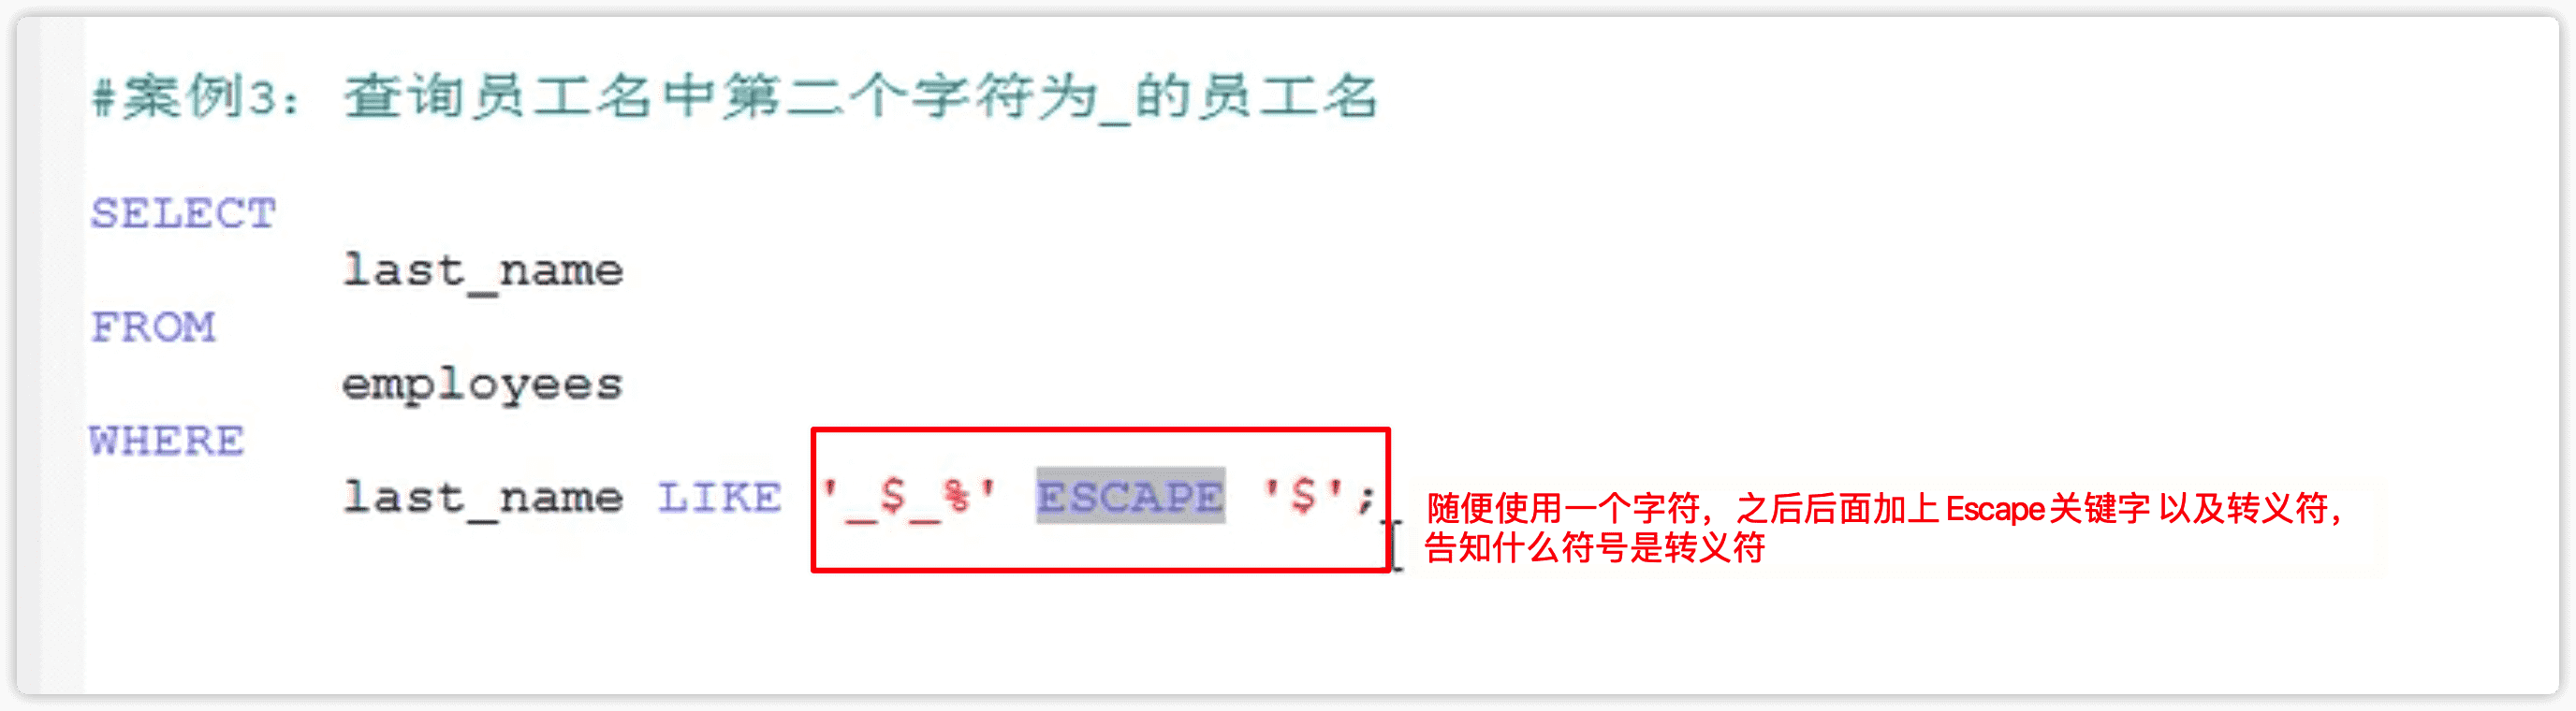 #案例3：查询员工名中第二个字符为_的员工名
SELECT
last_name
FROM
employees
WHERE
last_name LIKE '_$_%' ESCAPE '$';
随便使用一个字符，之后后面加上 Escape关键字 以及转义符，
告知什么符号是转义符